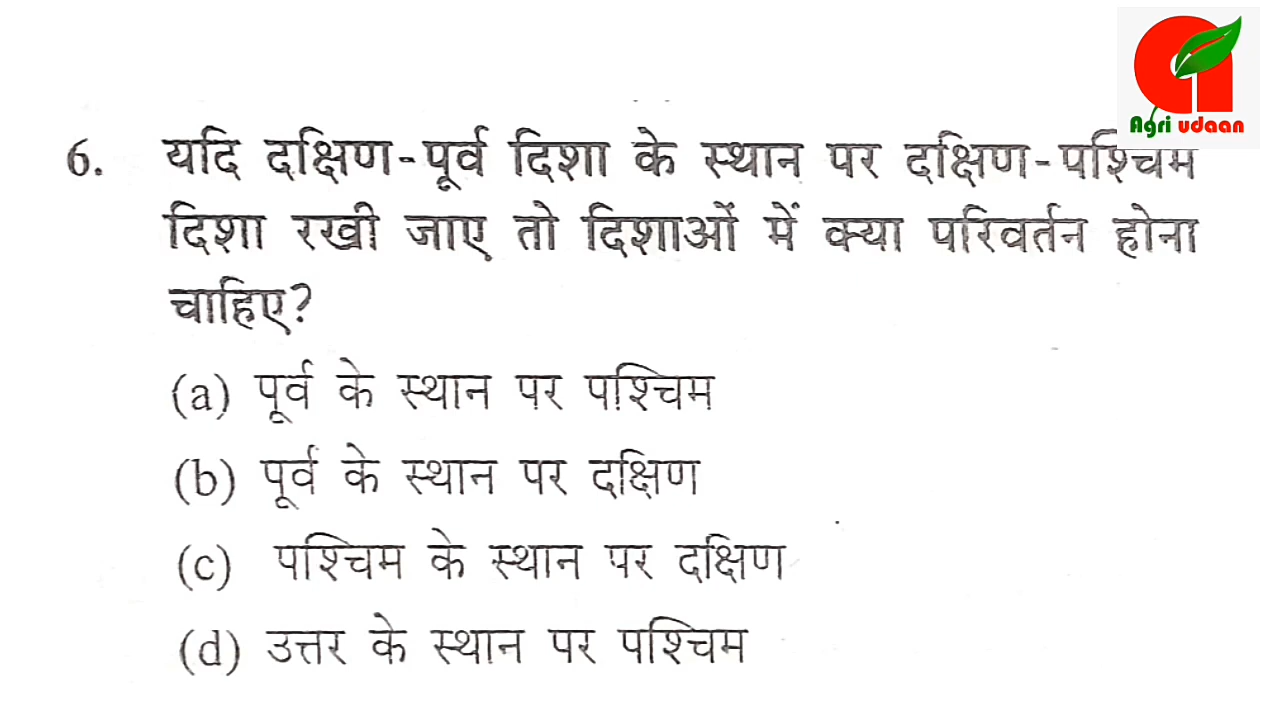 Agri udaan
6. यदि दक्षिण-पूर्व दिशा के स्थान पर दक्षिण-पश्चिम
दिशा रखी जाए तो दिशाओं में क्या परिवर्तन होना
चाहिए?
(a) पूर्व के स्थान पर पश्चिम
(b) पूर्व के स्थान पर दक्षिण
(c) पश्चिम के स्थान पर दक्षिण
(d) उत्तर के स्थान पर पश्चिम